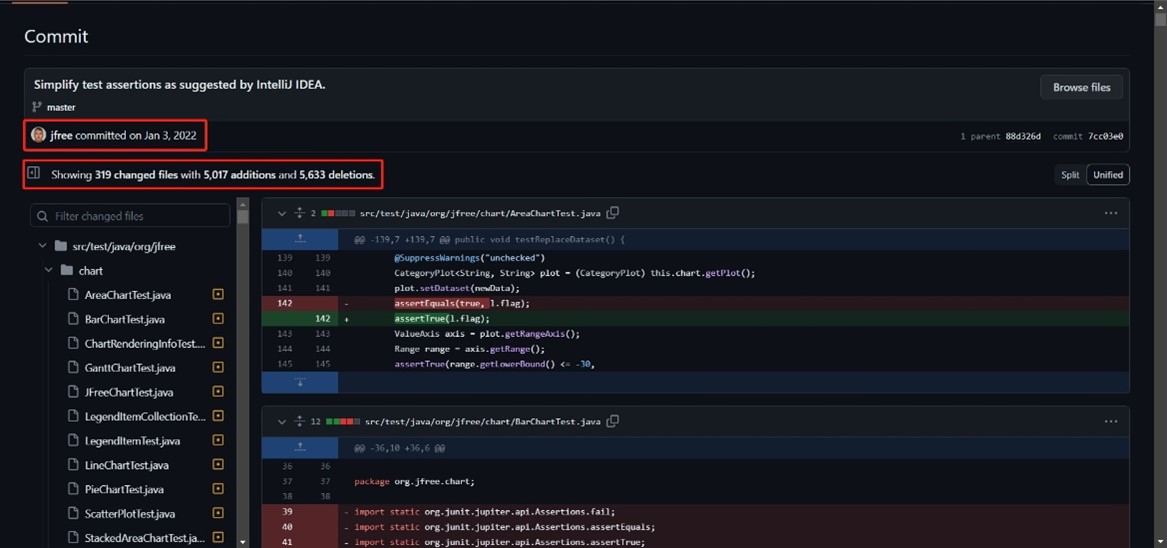 Commit
Simplify test assertions as suggested by IntelliJ IDEA.
Browse files
master
jfree committed on Jan 3, 2022
1 parent 88d326d commit 7cc03e0
Showing 319 changed files with 5,017 additions and 5,633 deletions.
Split Unified
Filter changed files
src/test/java/org/jfree
chart
AreaChartTest.java
BarChartTest.java
ChartRenderingInfoTest....
GanttChartTest.java
JFreeChartTest.java
LegendItemCollectionTe...
LegendItemTest.java
LineChartTest.java
PieChartTest.java
ScatterPlotTest.java
StackedAreaChartTest.ja...
2 src/test/java/org/jfree/chart/AreaChartTest.java
@@ -139,7 +139,7 @@ public void testReplaceDataset() {
139 139 @SuppressWarnings("unchecked")
140 140 CategoryPlot<String, String> plot = (CategoryPlot) this.chart.getPlot();
141 141 plot.setDataset(newData);
142 - assertEquals(true, l.flag);
142 + assertTrue(l.flag);
143 143 ValueAxis axis = plot.getRangeAxis();
144 144 Range range = axis.getRange();
145 145 assertTrue(range.getLowerBound() <= -30,
12 src/test/java/org/jfree/chart/BarChartTest.java
@@ -36,10 +36,6 @@
36 36
37 37 package org.jfree.chart;
38 38
39 - import static org.junit.jupiter.api.Assertions.fail;
40 - import static org.junit.jupiter.api.Assertions.assertEquals;
41 - import static org.junit.jupiter.api.Assertions.assertTrue;